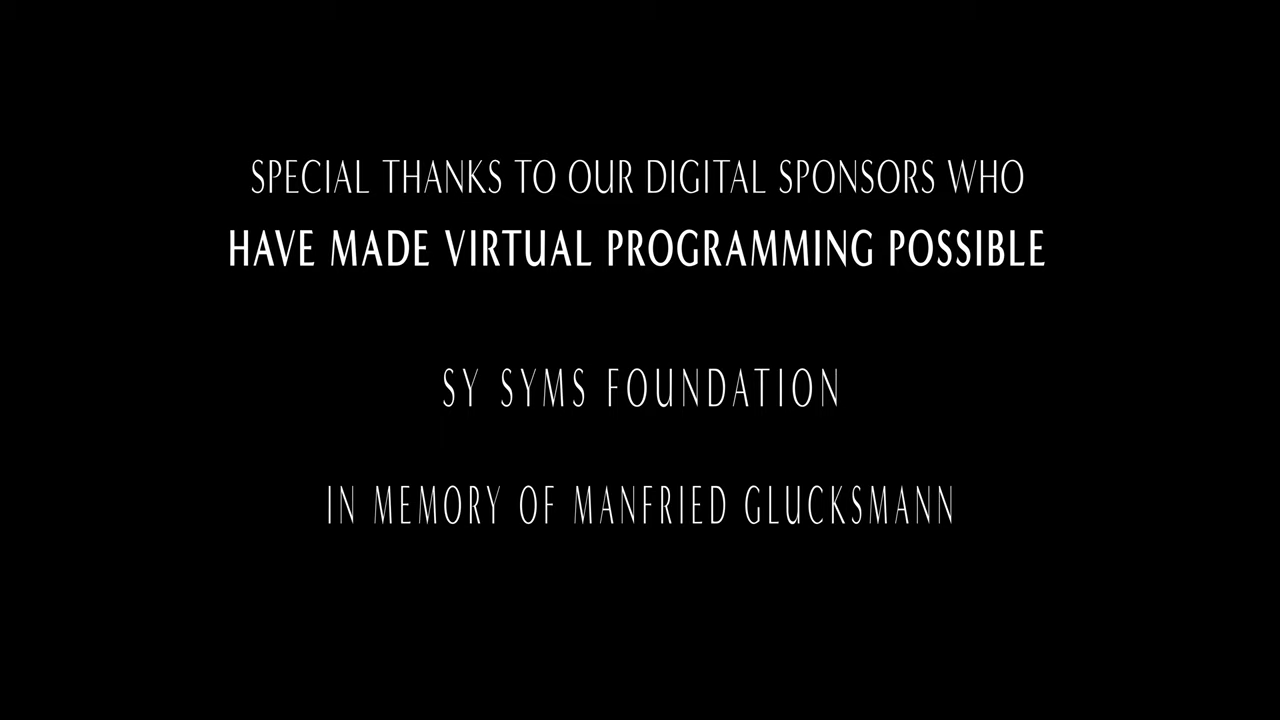 SPECIAL THANKS TO OUR DIGITAL SPONSORS WHO
HAVE MADE VIRTUAL PROGRAMMING POSSIBLE
SY SYMS FOUNDATION
IN MEMORY OF MANFRIED GLUCKSMANN